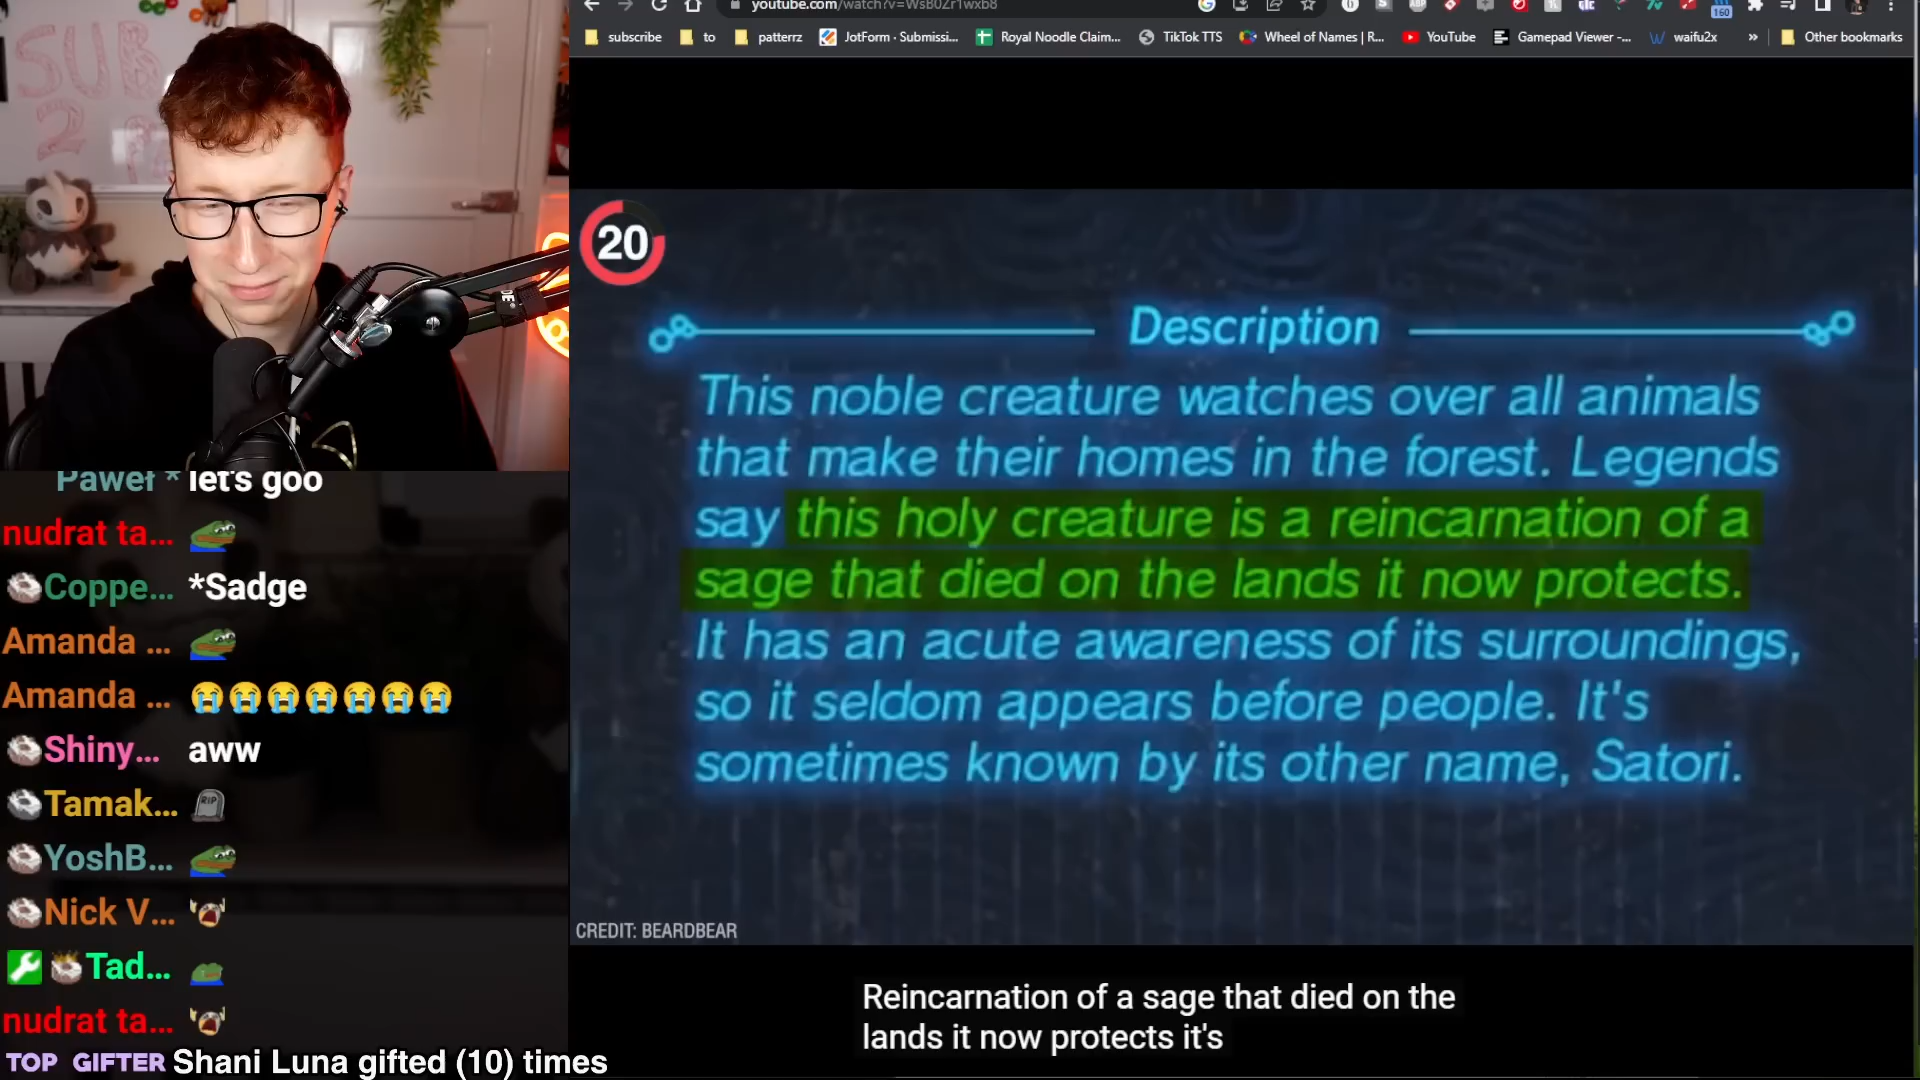 youtube.com/watch?v=WsB0Zr1wxb8
160
subscribe
to
patterrz
JotForm · Submissi...
Royal Noodle Claim...
TikTok TTS
Wheel of Names | R...
YouTube
Gamepad Viewer -...
waifu2x
»
Other bookmarks
SUB
2
20
Description
This noble creature watches over all animals
that make their homes in the forest. Legends
say this holy creature is a reincarnation of a
sage that died on the lands it now protects.
It has an acute awareness of its surroundings,
so it seldom appears before people. It's
sometimes known by its other name, Satori.
CREDIT: BEARDBEAR
Reincarnation of a sage that died on the
lands it now protects it's
Paweł * let's goo
nudrat ta...
Coppe... *Sadge
Amanda ...
Amanda ... 😭😭😭😭😭😭😭
Shiny... aww
Tamak... RIP
YoshB...
Nick V...
Tad...
nudrat ta...
TOP GIFTER Shani Luna gifted (10) times